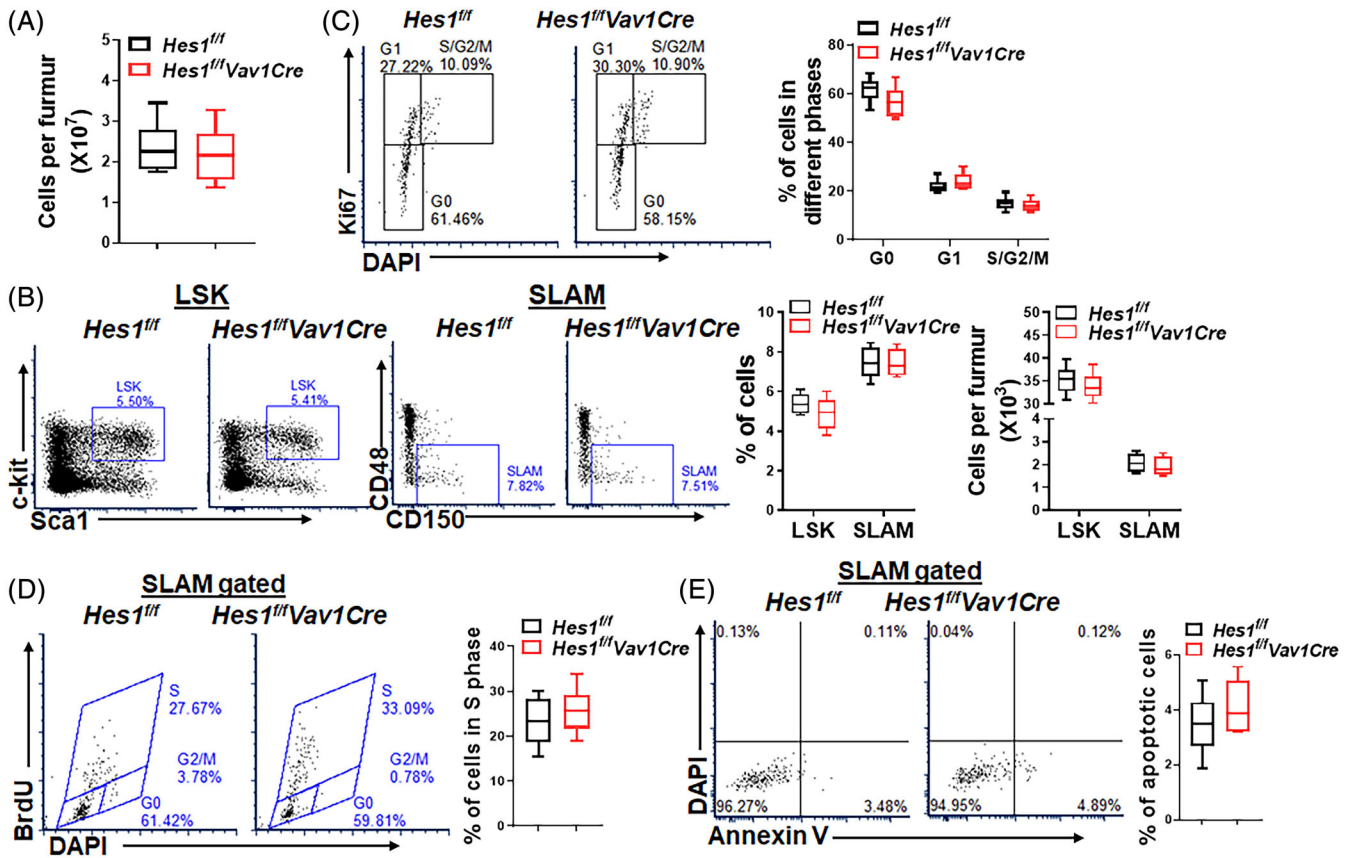 (A)
Cells per furmur
(X10⁷)
5
4
3
2
1
0
Hes1f/f
Hes1f/fVav1Cre
(C)
Hes1f/f
Hes1f/fVav1Cre
G1
27.22%
S/G2/M
10.09%
G0
61.46%
G1
30.30%
S/G2/M
10.90%
G0
58.15%
Ki67
DAPI
% of cells in
different phases
80
60
40
20
0
Hes1f/f
Hes1f/fVav1Cre
G0 G1 S/G2/M
(B)
LSK
Hes1f/f
Hes1f/fVav1Cre
LSK
5.50%
LSK
5.41%
c-kit
Sca1
SLAM
Hes1f/f
Hes1f/fVav1Cre
SLAM
7.82%
SLAM
7.51%
CD48
CD150
% of cells
10
8
6
4
2
0
Hes1f/f
Hes1f/fVav1Cre
LSK SLAM
Cells per furmur
(X10³)
50
45
40
35
30
4
3
2
1
0
Hes1f/f
Hes1f/fVav1Cre
LSK SLAM
(D)
SLAM gated
Hes1f/f
Hes1f/fVav1Cre
S
27.67%
G2/M
3.78%
G0
61.42%
S
33.09%
G2/M
0.78%
G0
59.81%
BrdU
DAPI
% of cells in S phase
40
30
20
10
0
Hes1f/f
Hes1f/fVav1Cre
(E)
SLAM gated
Hes1f/f
Hes1f/fVav1Cre
0.13% 0.11%
96.27% 3.48%
0.04% 0.12%
94.95% 4.89%
DAPI
Annexin V
% of apoptotic cells
6
4
2
0
Hes1f/f
Hes1f/fVav1Cre